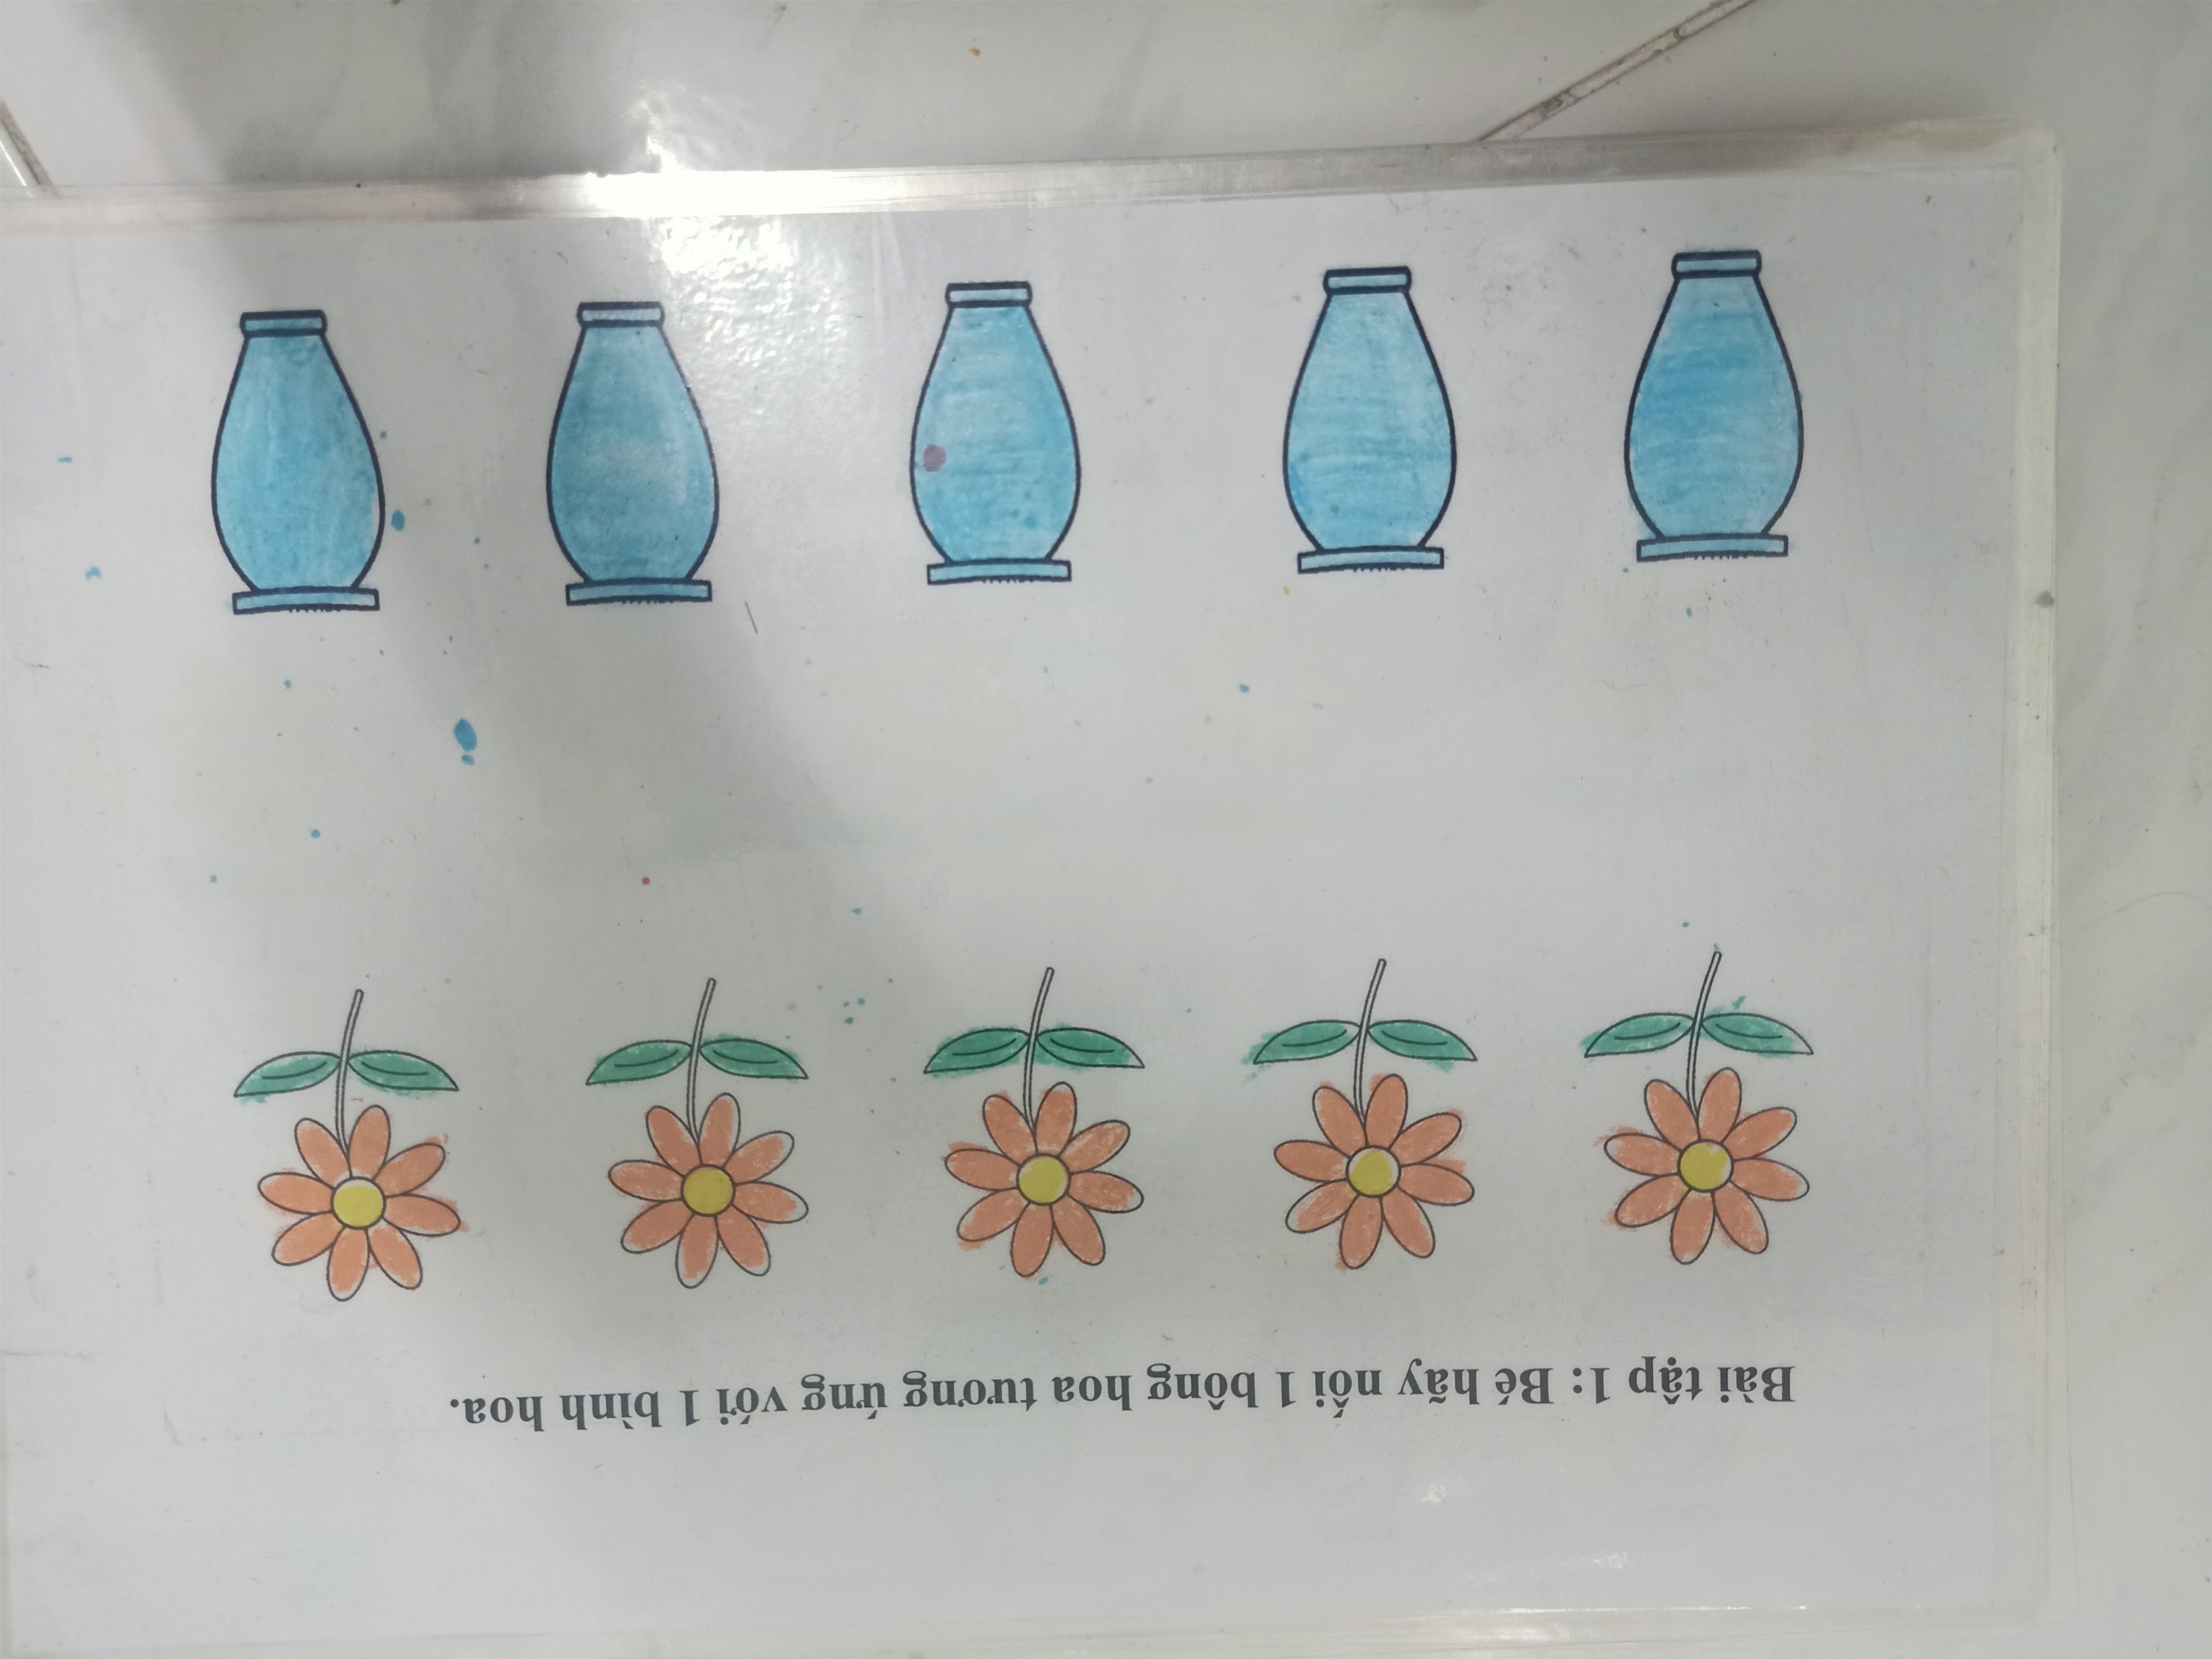 Bài tập 1: Bé hãy nối 1 bông hoa tương ứng với 1 bình hoa.